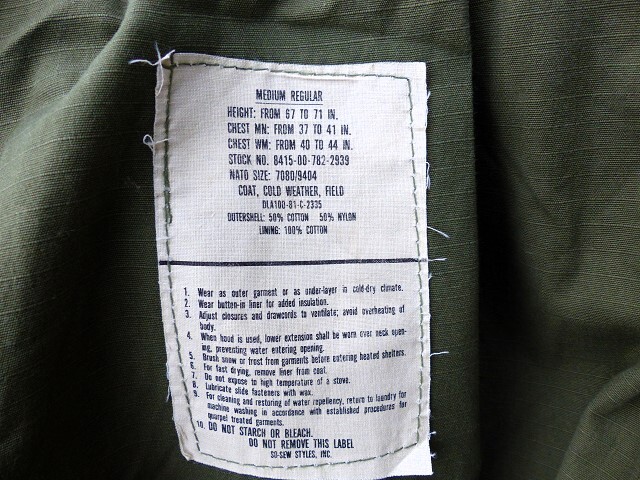 MEDIUM REGULAR
HEIGHT: FROM 67 TO 71 IN.
CHEST MN: FROM 37 TO 41 IN.
CHEST WM: FROM 40 TO 44 IN.
STOCK NO. 8415-00-782-2939
NATO SIZE: 7080/9404
COAT, COLD WEATHER, FIELD
DLA100-81-C-2335
OUTERSHELL: 50% COTTON 50% NYLON
LINING: 100% COTTON
1. Wear as outer garment or as under-layer in cold-dry climate.
2. Wear button-in liner for added insulation.
3. Adjust closures and drawcords to ventilate; avoid overheating of
body.
4. When hood is used, lower extension shall be worn over neck open-
ing, preventing water entering opening.
5. Brush snow or frost from garments before entering heated shelters.
6. For fast drying, remove liner from coat.
7. Do not expose to high temperature of a stove.
8. Lubricate slide fasteners with wax.
9. For cleaning and restoring of water repellency, return to laundry for
machine washing in accordance with established procedures for
quarpel treated garments.
10. DO NOT STARCH OR BLEACH.
DO NOT REMOVE THIS LABEL
SO-SEW STYLES, INC.